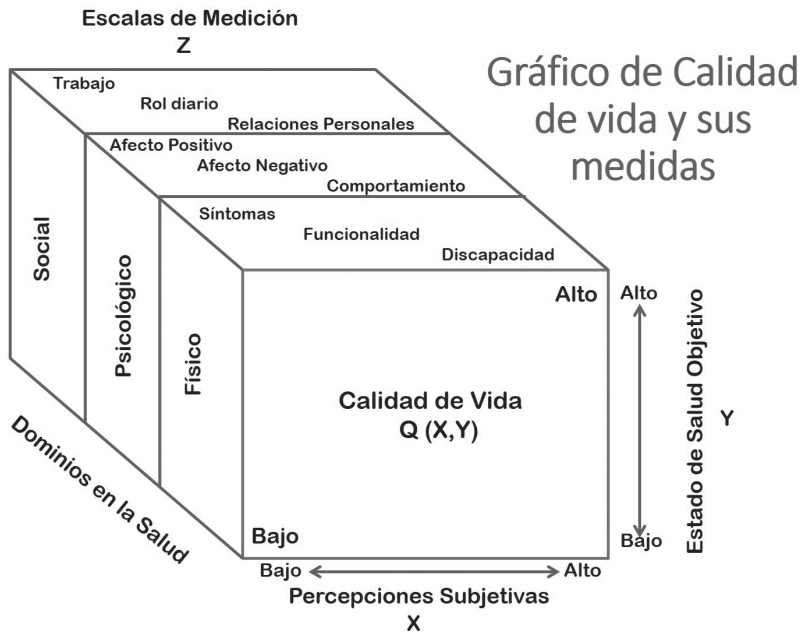 Escalas de Medición
Z
Gráfico de Calidad
de vida y sus
medidas
Trabajo
Rol diario
Relaciones Personales
Afecto Positivo
Afecto Negativo
Comportamiento
Síntomas
Funcionalidad
Discapacidad
Social
Psicológico
Físico
Dominios en la Salud
Alto
Calidad de Vida
Q (X,Y)
Bajo
Alto
Bajo
Estado de Salud Objetivo
Y
Bajo
Alto
Percepciones Subjetivas
X